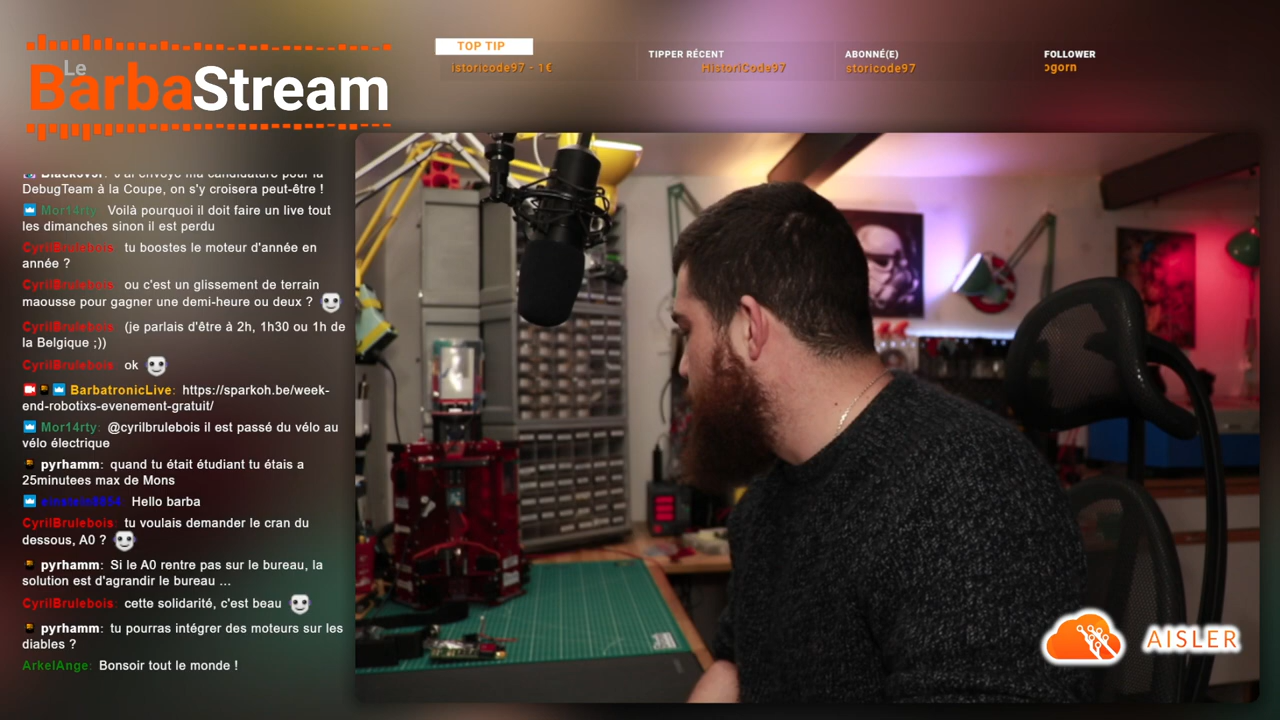 Le
BarbaStream
TOP TIP
istoricode97 - 1€
TIPPER RÉCENT
HistoriCode97
ABONNÉ(E)
storicode97
FOLLOWER
ogorn
DebugTeam à la Coupe, on s'y croisera peut-être !
Mor14rty: Voilà pourquoi il doit faire un live tout
les dimanches sinon il est perdu
CyrilBrulebois: tu boostes le moteur d'année en
année ?
CyrilBrulebois: ou c'est un glissement de terrain
maousse pour gagner une demi-heure ou deux ?
CyrilBrulebois: (je parlais d'être à 2h, 1h30 ou 1h de
la Belgique ;))
CyrilBrulebois: ok
BarbatronicLive: https://sparkoh.be/week-
end-robotixs-evenement-gratuit/
Mor14rty: @cyrilbrulebois il est passé du vélo au
vélo électrique
pyrhamm: quand tu était étudiant tu étais a
25minutees max de Mons
Hello barba
CyrilBrulebois: tu voulais demander le cran du
dessous, A0 ?
pyrhamm: Si le A0 rentre pas sur le bureau, la
solution est d'agrandir le bureau ...
CyrilBrulebois: cette solidarité, c'est beau
pyrhamm: tu pourras intégrer des moteurs sur les
diables ?
ArkelAnge: Bonsoir tout le monde !
AISLER